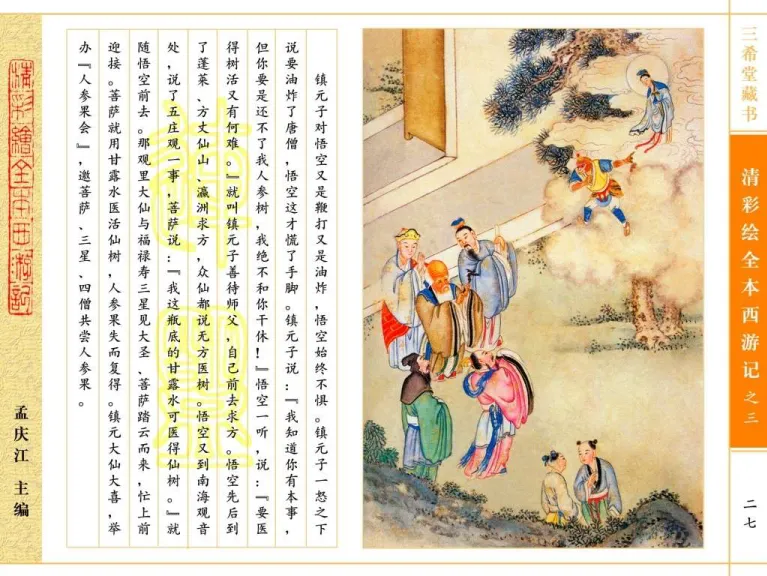 三希堂藏书
清彩绘全本西游记之三
二七
镇元子对悟空又是鞭打又是油炸，悟空始终不惧。镇元子一怒之下
说要油炸了唐僧，悟空这才慌了手脚。镇元子说：『我知道你有本事，
但你要是还不了我人参树，我绝不和你干休！』悟空一听，说：『要医
得树活又有何难。』就叫镇元子善待师父，自己前去求方。悟空先后到
了蓬莱、方丈仙山、瀛洲求方，众仙都说无方医树。悟空又到南海观音
处，说了五庄观一事，菩萨说：『我这瓶底的甘露水可医得仙树。』就
随悟空前去。那观里大仙与福禄寿三星见大圣、菩萨踏云而来，忙上前
迎接。菩萨就用甘露水医活仙树，人参果失而复得。镇元大仙大喜，举
办『人参果会』，邀菩萨、三星、四僧共尝人参果。
清彩繪全本西游記
孟庆江 主编